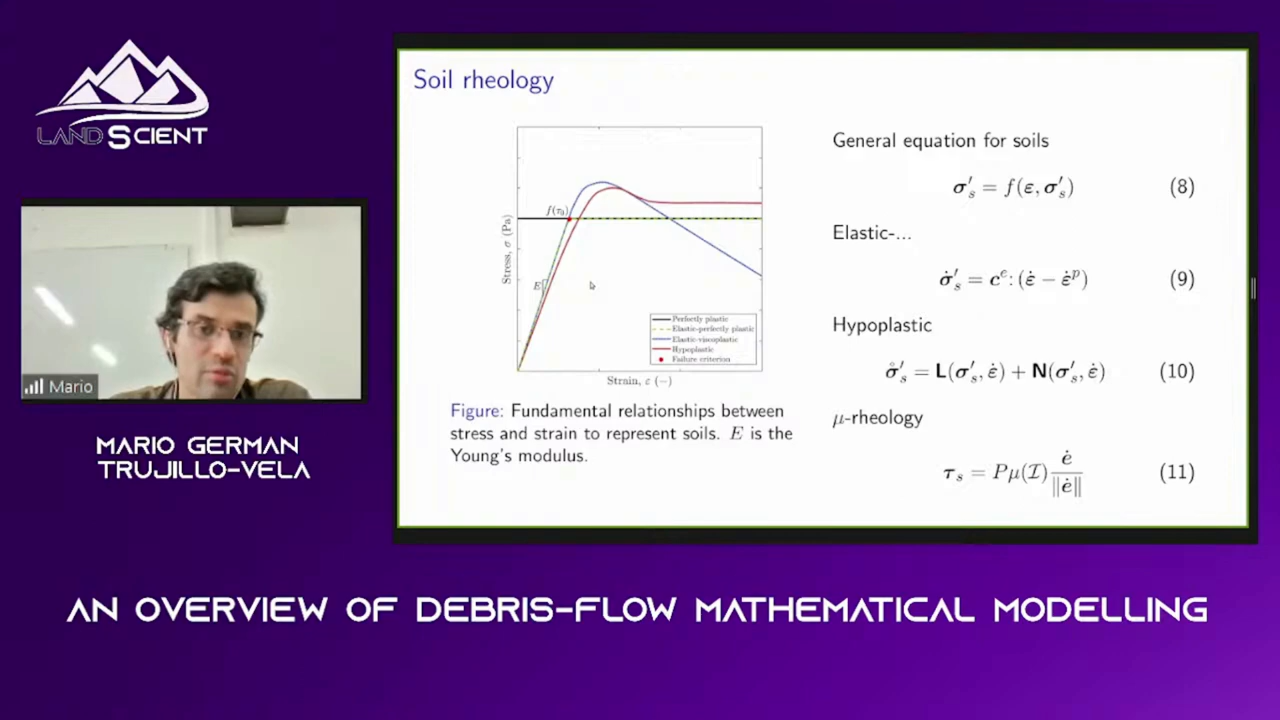 LANDSCIENT
Mario
MARIO GERMAN
TRUJILLO-VELA
Soil rheology
Stress, σ (Pa)
f(τ₀)
E
Perfectly plastic
Elastic-perfectly plastic
Elastic-viscoplastic
Hypoplastic
Failure criterion
Strain, ε (−)
Figure: Fundamental relationships between
stress and strain to represent soils. E is the
Young's modulus.
General equation for soils
σ′ₛ = f(ε, σ′ₛ) (8)
Elastic-...
σ̇′ₛ = cᵉ: (ε̇ − ε̇ᵖ) (9)
Hypoplastic
σ̊′ₛ = L(σ′ₛ, ε̇) + N(σ′ₛ, ε̇) (10)
μ-rheology
τₛ = Pμ(ℐ) ė/‖ė‖ (11)
AN OVERVIEW OF DEBRIS-FLOW MATHEMATICAL MODELLING